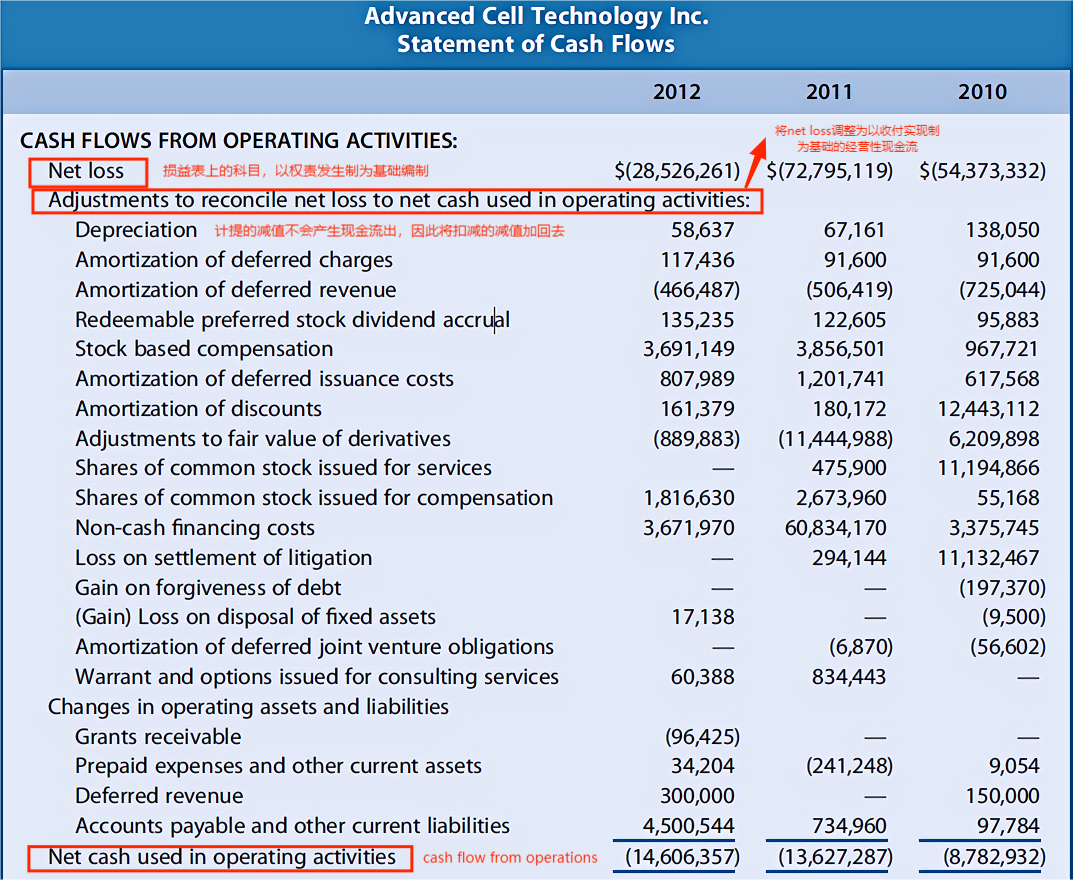 Advanced Cell Technology Inc.
Statement of Cash Flows
2012 2011 2010
CASH FLOWS FROM OPERATING ACTIVITIES:
将net loss调整为以收付实现制
为基础的经营性现金流
Net loss 损益表上的科目，以权责发生制为基础编制 $(28,526,261) $(72,795,119) $(54,373,332)
Adjustments to reconcile net loss to net cash used in operating activities:
Depreciation 计提的减值不会产生现金流出，因此将扣减的减值加回去 58,637 67,161 138,050
Amortization of deferred charges 117,436 91,600 91,600
Amortization of deferred revenue (466,487) (506,419) (725,044)
Redeemable preferred stock dividend accrual 135,235 122,605 95,883
Stock based compensation 3,691,149 3,856,501 967,721
Amortization of deferred issuance costs 807,989 1,201,741 617,568
Amortization of discounts 161,379 180,172 12,443,112
Adjustments to fair value of derivatives (889,883) (11,444,988) 6,209,898
Shares of common stock issued for services — 475,900 11,194,866
Shares of common stock issued for compensation 1,816,630 2,673,960 55,168
Non-cash financing costs 3,671,970 60,834,170 3,375,745
Loss on settlement of litigation — 294,144 11,132,467
Gain on forgiveness of debt — — (197,370)
(Gain) Loss on disposal of fixed assets 17,138 — (9,500)
Amortization of deferred joint venture obligations — (6,870) (56,602)
Warrant and options issued for consulting services 60,388 834,443 —
Changes in operating assets and liabilities
Grants receivable (96,425) — —
Prepaid expenses and other current assets 34,204 (241,248) 9,054
Deferred revenue 300,000 — 150,000
Accounts payable and other current liabilities 4,500,544 734,960 97,784
Net cash used in operating activities cash flow from operations (14,606,357) (13,627,287) (8,782,932)